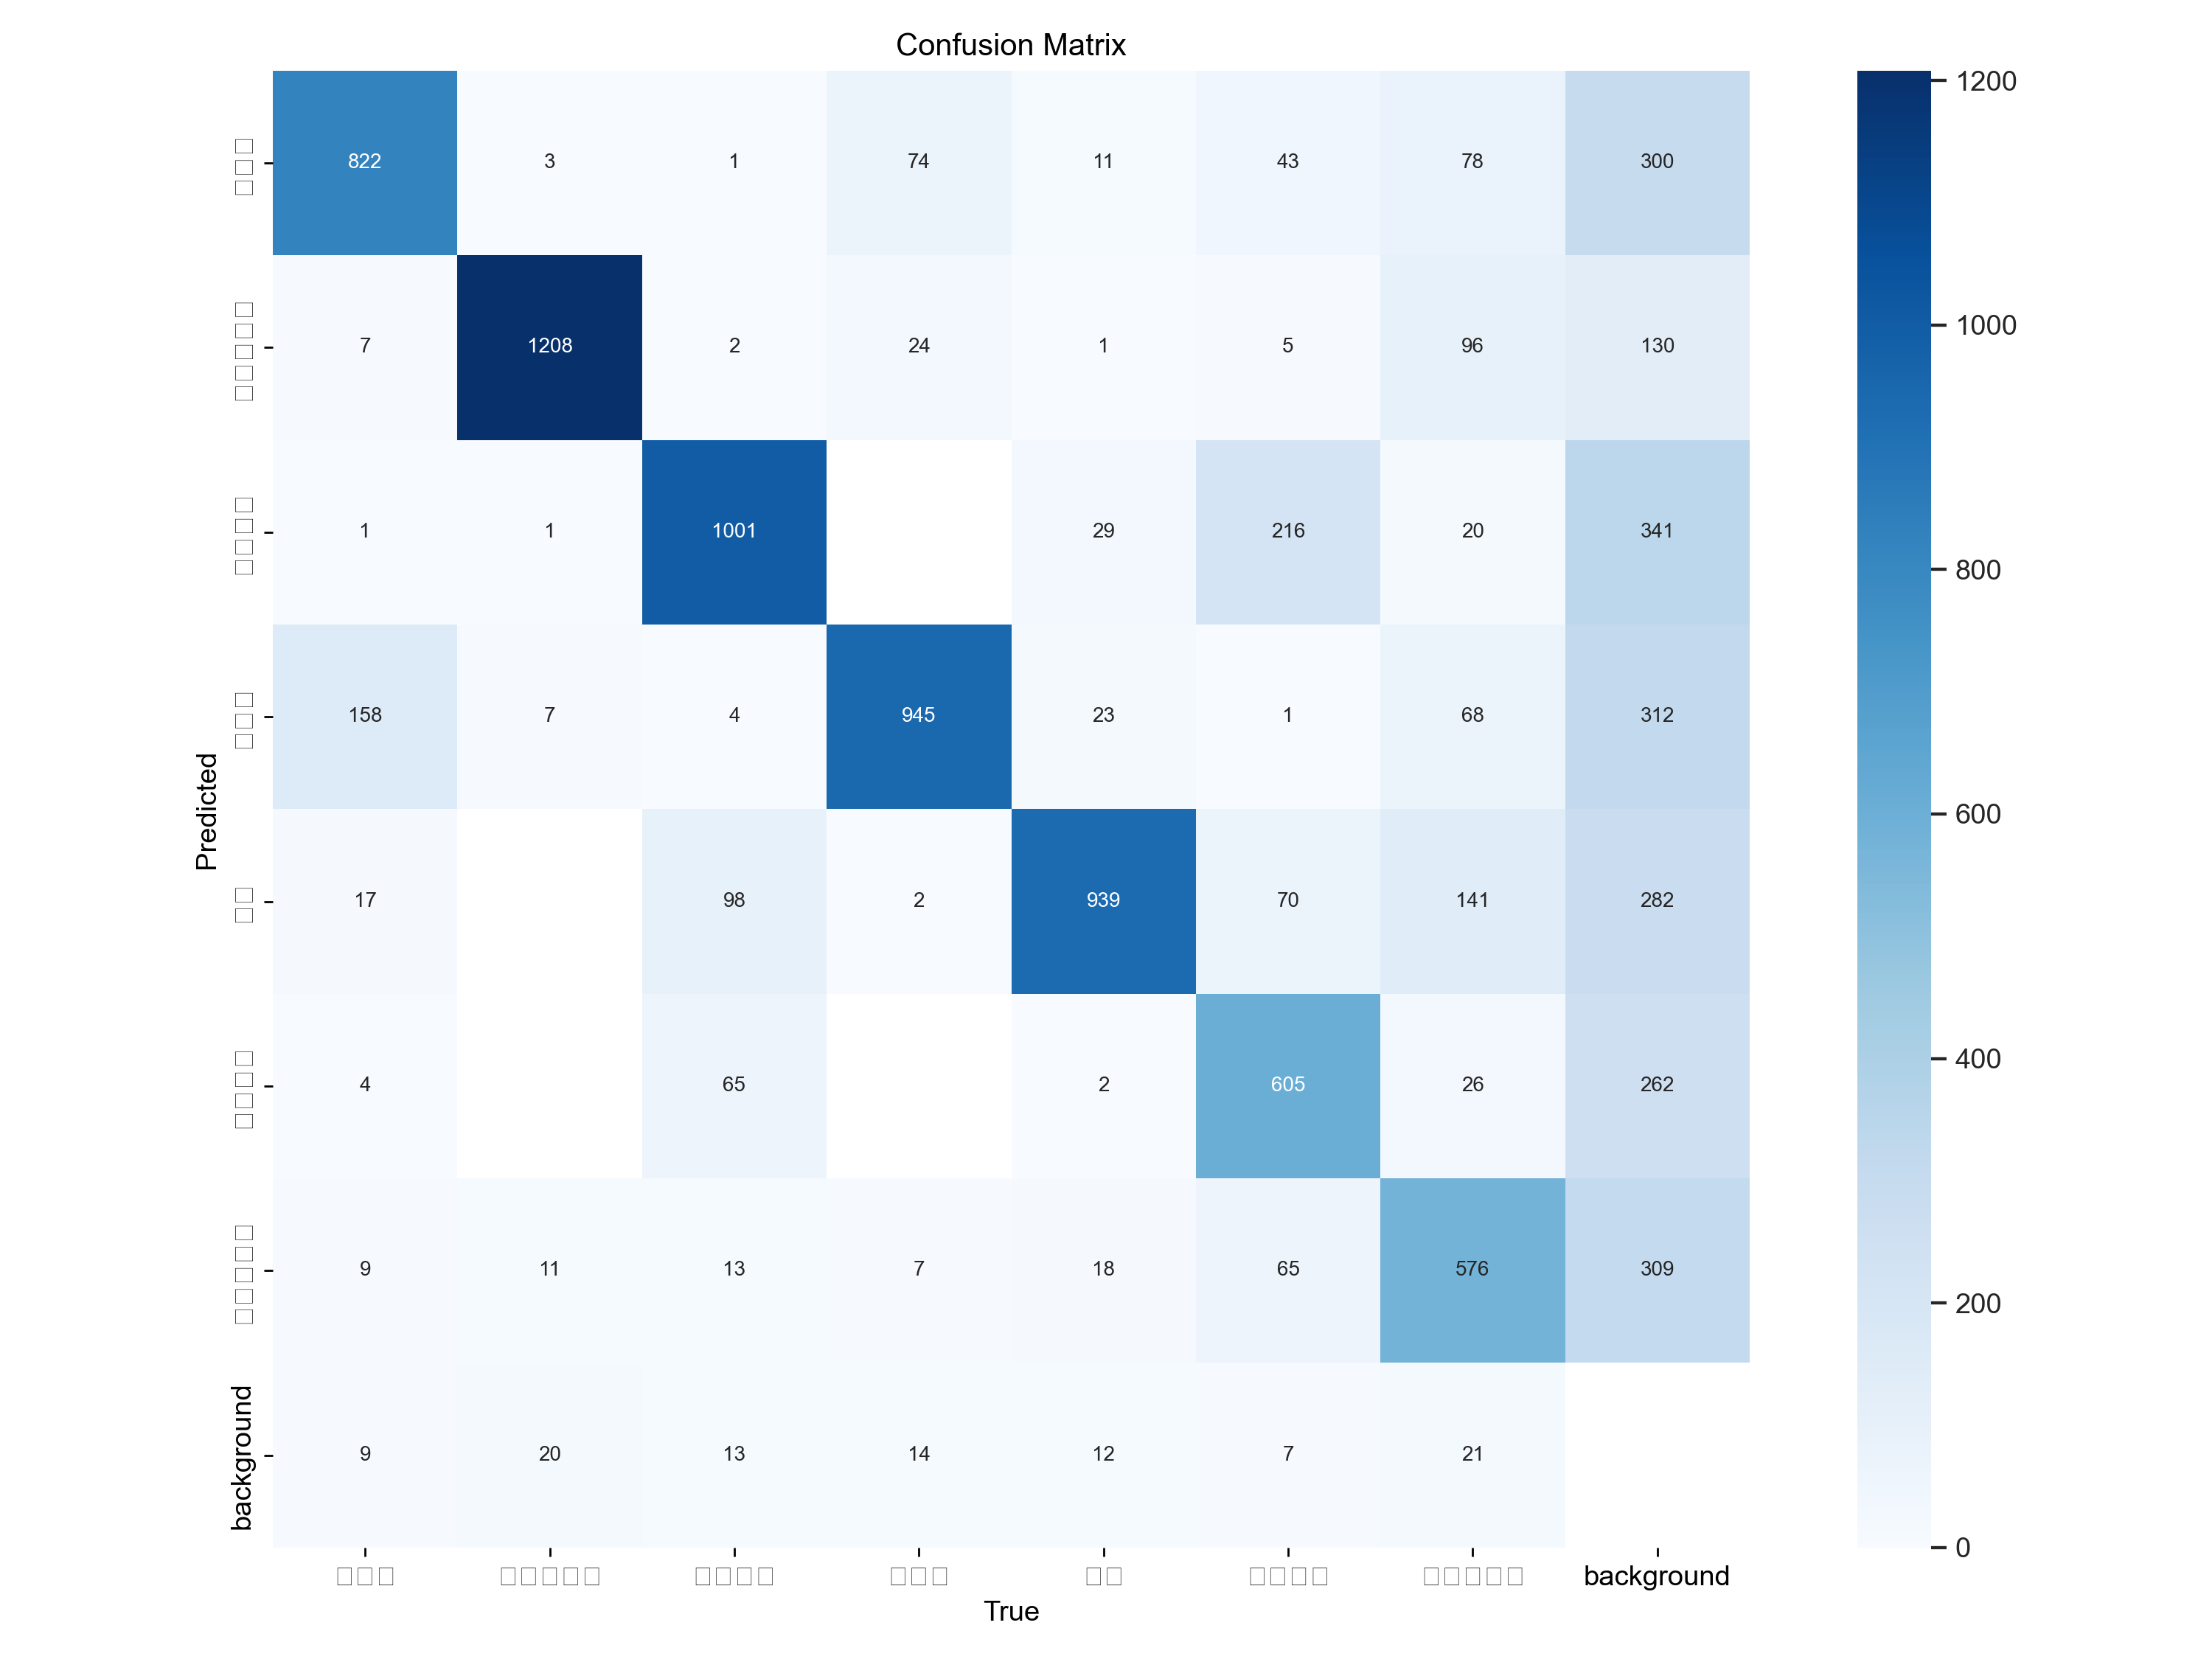 Confusion Matrix
822 3 1 74 11 43 78 300
7 1208 2 24 1 5 96 130
1 1 1001 29 216 20 341
158 7 4 945 23 1 68 312
17 98 2 939 70 141 282
4 65 2 605 26 262
9 11 13 7 18 65 576 309
background 9 20 13 14 12 7 21
Predicted
background
True
1200
1000
800
600
400
200
0